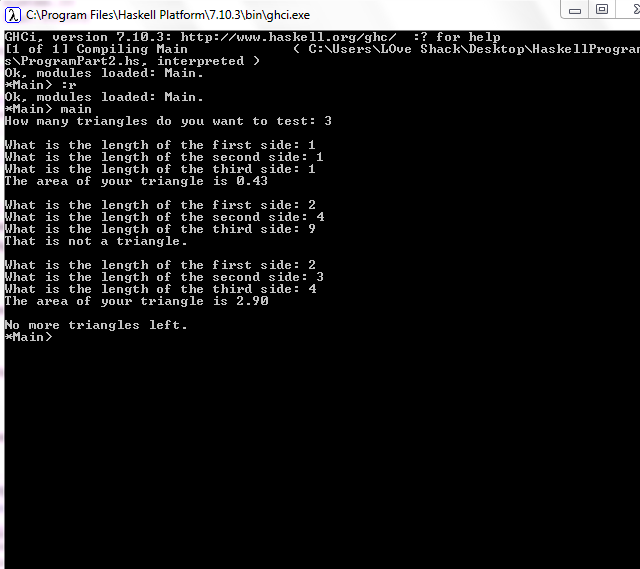 C:\Program Files\Haskell Platform\7.10.3\bin\ghci.exe
GHCi, version 7.10.3: http://www.haskell.org/ghc/  :? for help
[1 of 1] Compiling Main             ( C:\Users\LOve Shack\Desktop\HaskellProgram
s\ProgramPart2.hs, interpreted )
Ok, modules loaded: Main.
*Main> :r
Ok, modules loaded: Main.
*Main> main
How many triangles do you want to test: 3
What is the length of the first side: 1
What is the length of the second side: 1
What is the length of the third side: 1
The area of your triangle is 0.43
What is the length of the first side: 2
What is the length of the second side: 4
What is the length of the third side: 9
That is not a triangle.
What is the length of the first side: 2
What is the length of the second side: 3
What is the length of the third side: 4
The area of your triangle is 2.90
No more triangles left.
*Main>